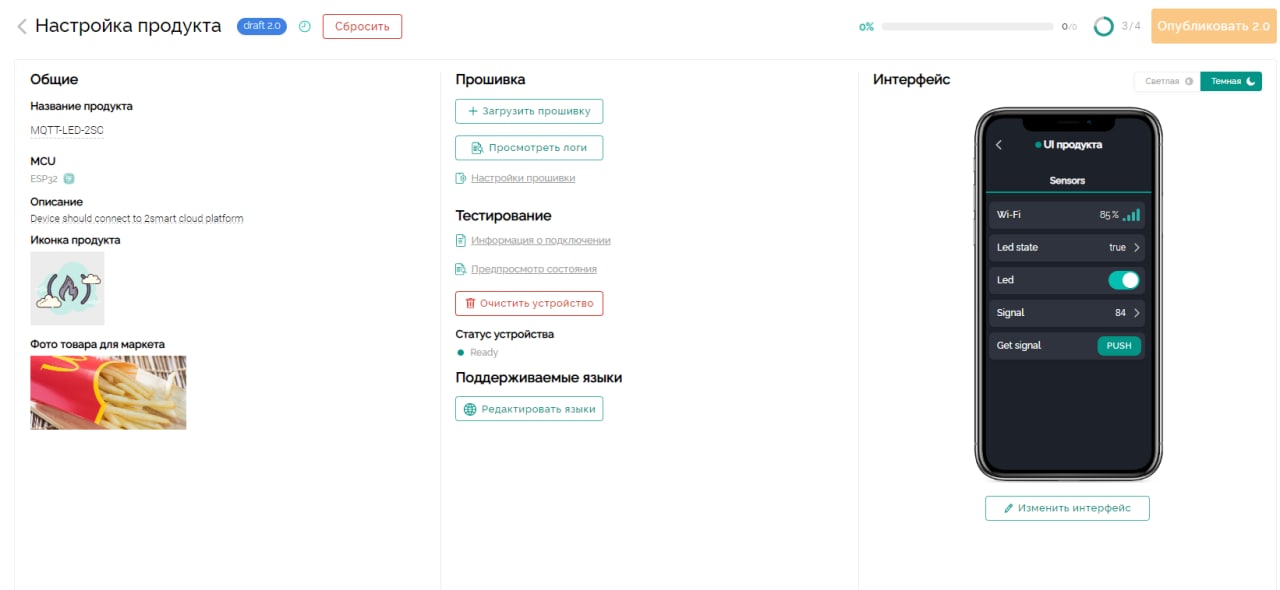 Настройка продукта draft 2.0 Сбросить 0% 0/0 3/4 Опубликовать 2.0
Общие
Название продукта
MQTT-LED-2SC
MCU
ESP32
Описание
Device should connect to 2smart cloud platform
Иконка продукта
Фото товара для маркета
Прошивка
+ Загрузить прошивку
Просмотреть логи
Настройки прошивки
Тестирование
Информация о подключении
Предпросмотр состояния
Очистить устройство
Статус устройства
Ready
Поддерживаемые языки
Редактировать языки
Интерфейс Светлая Темная
UI продукта
Sensors
Wi-Fi 85 %
Led state true
Led
Signal 84
Get signal PUSH
Изменить интерфейс